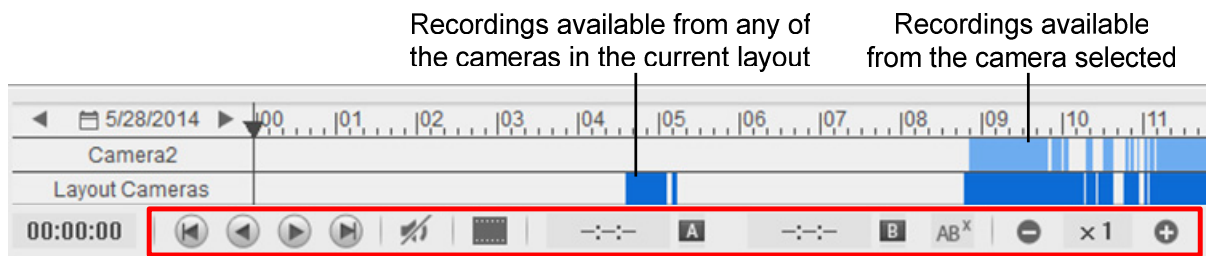 Recordings available from any of
the cameras in the current layout
Recordings available
from the camera selected
5/28/2014 |00 |01 |02 |03 |04 |05 |06 |07 |08 |09 |10 |11
Camera2
Layout Cameras
00:00:00 --:--:-- A --:--:-- B ABX x 1